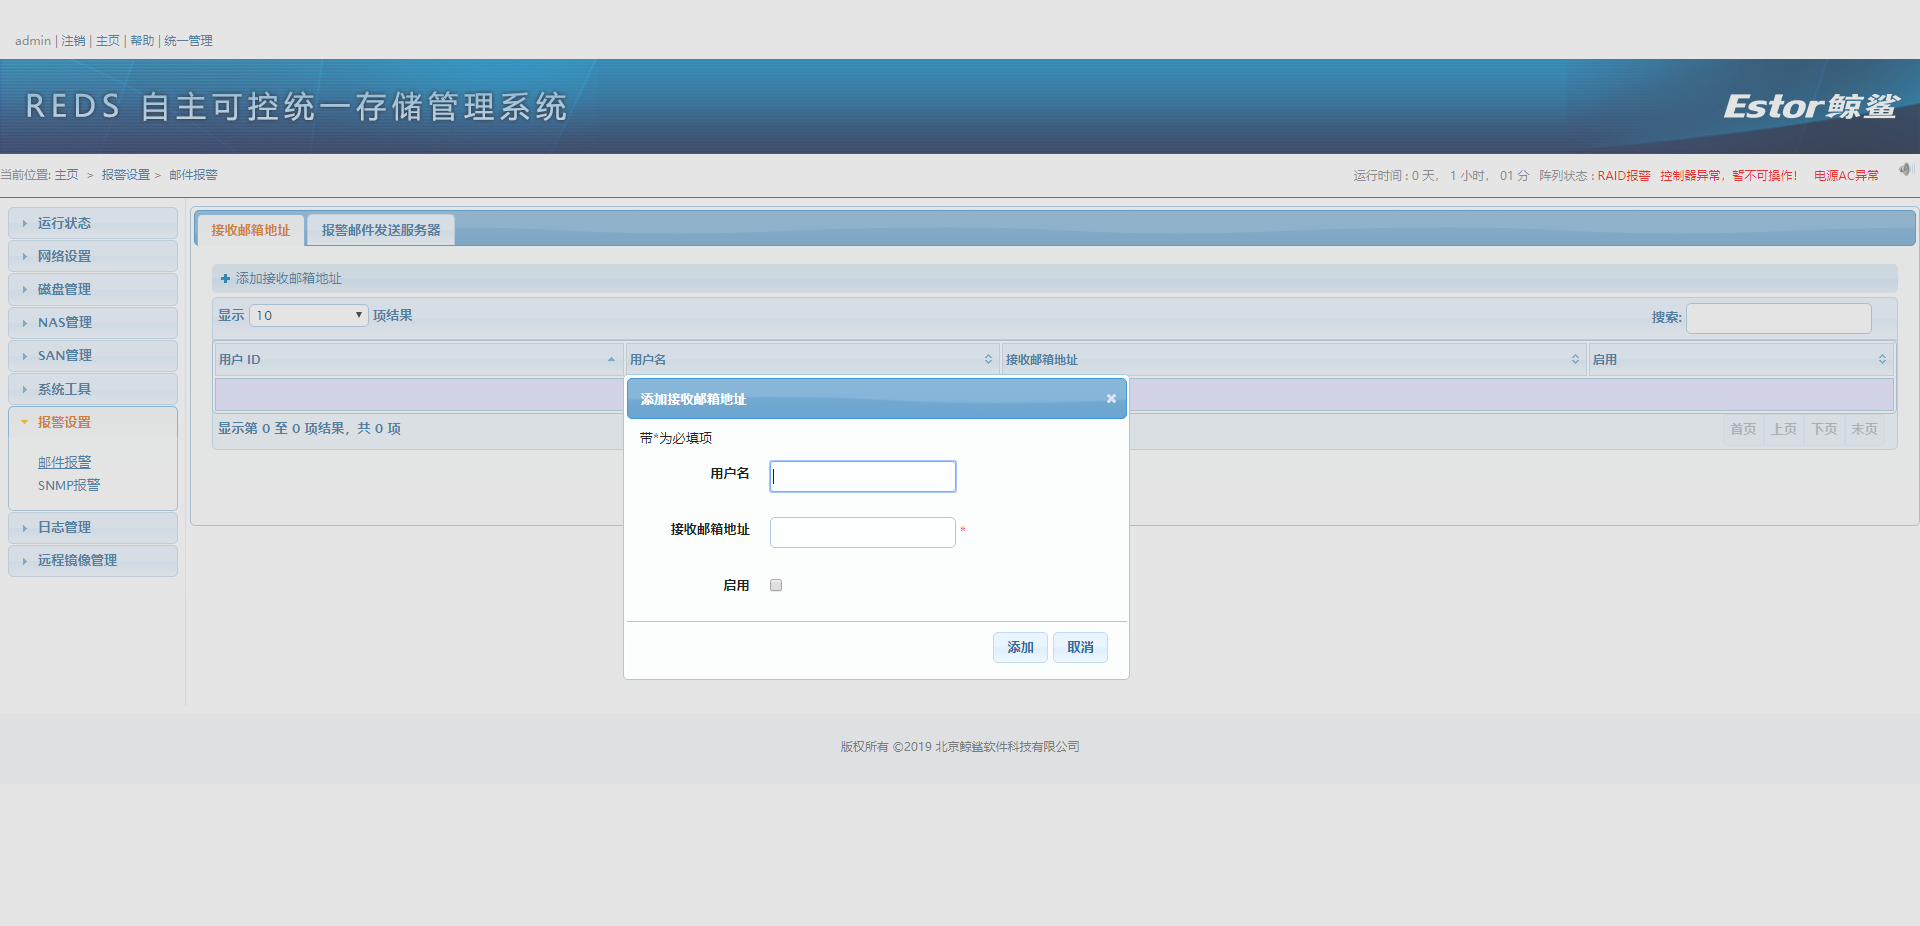 admin | 注销 | 主页 | 帮助 | 统一管理
REDS 自主可控统一存储管理系统
Estor鲸鲨
当前位置: 主页 > 报警设置 > 邮件报警
运行时间 : 0 天， 1 小时， 01 分 阵列状态 : RAID报警 控制器异常，暂不可操作！ 电源AC异常
运行状态
网络设置
磁盘管理
NAS管理
SAN管理
系统工具
报警设置
邮件报警
SNMP报警
日志管理
远程镜像管理
接收邮箱地址 报警邮件发送服务器
添加接收邮箱地址
显示 10 项结果
搜索:
用户 ID 用户名 接收邮箱地址 启用
显示第 0 至 0 项结果，共 0 项
首页 上页 下页 末页
添加接收邮箱地址
带*为必填项
用户名
接收邮箱地址 *
启用
添加 取消
版权所有 ©2019 北京鲸鲨软件科技有限公司